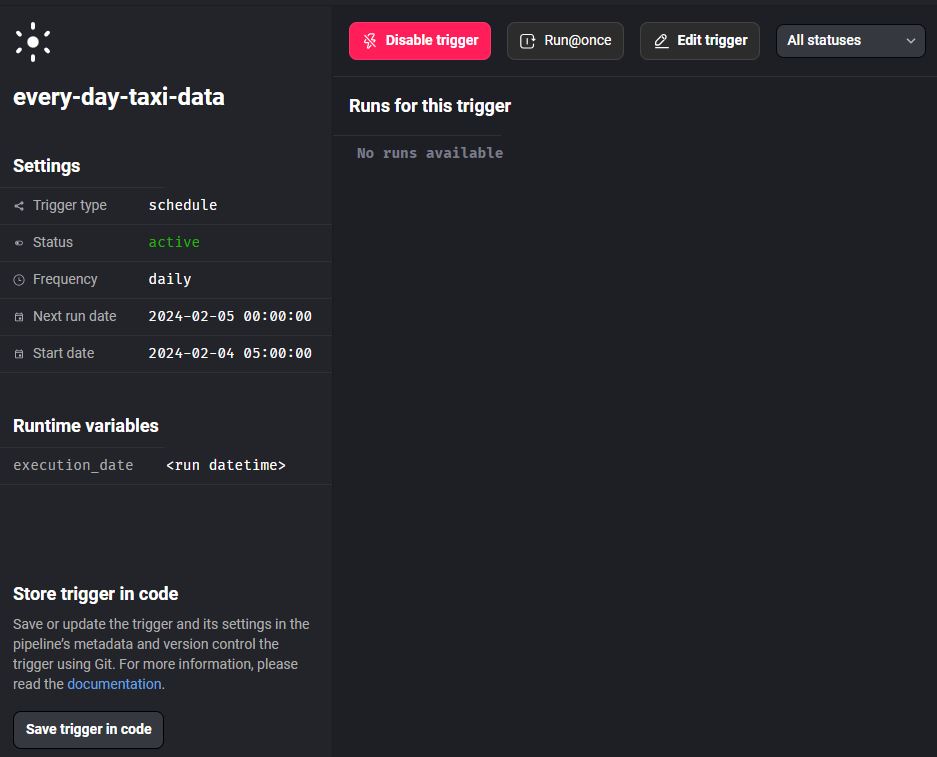 Disable trigger
Run@once
Edit trigger
All statuses
every-day-taxi-data
Settings
Trigger type schedule
Status active
Frequency daily
Next run date 2024-02-05 00:00:00
Start date 2024-02-04 05:00:00
Runtime variables
execution_date <run datetime>
Store trigger in code
Save or update the trigger and its settings in the
pipeline’s metadata and version control the
trigger using Git. For more information, please
read the documentation.
Save trigger in code
Runs for this trigger
No runs available